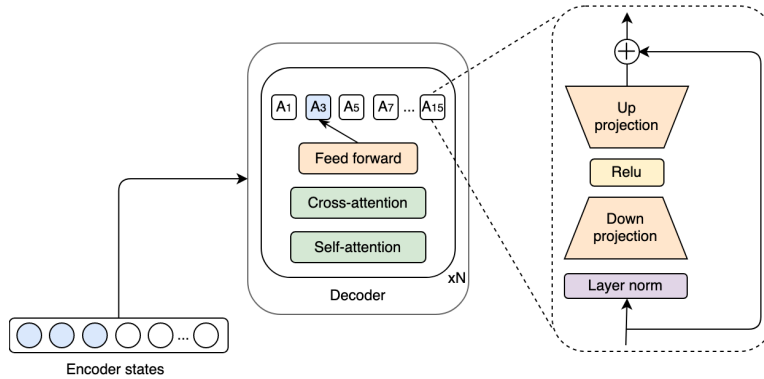 A1 A3 A5 A7 ... A15
Feed forward
Cross-attention
Self-attention
xN
Decoder
...
Encoder states
+
Up
projection
Relu
Down
projection
Layer norm